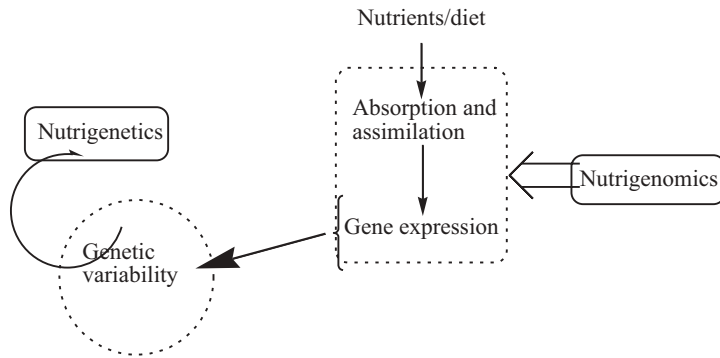 Nutrients/diet
Absorption and
assimilation
Nutrigenetics
Nutrigenomics
Gene expression
Genetic
variability